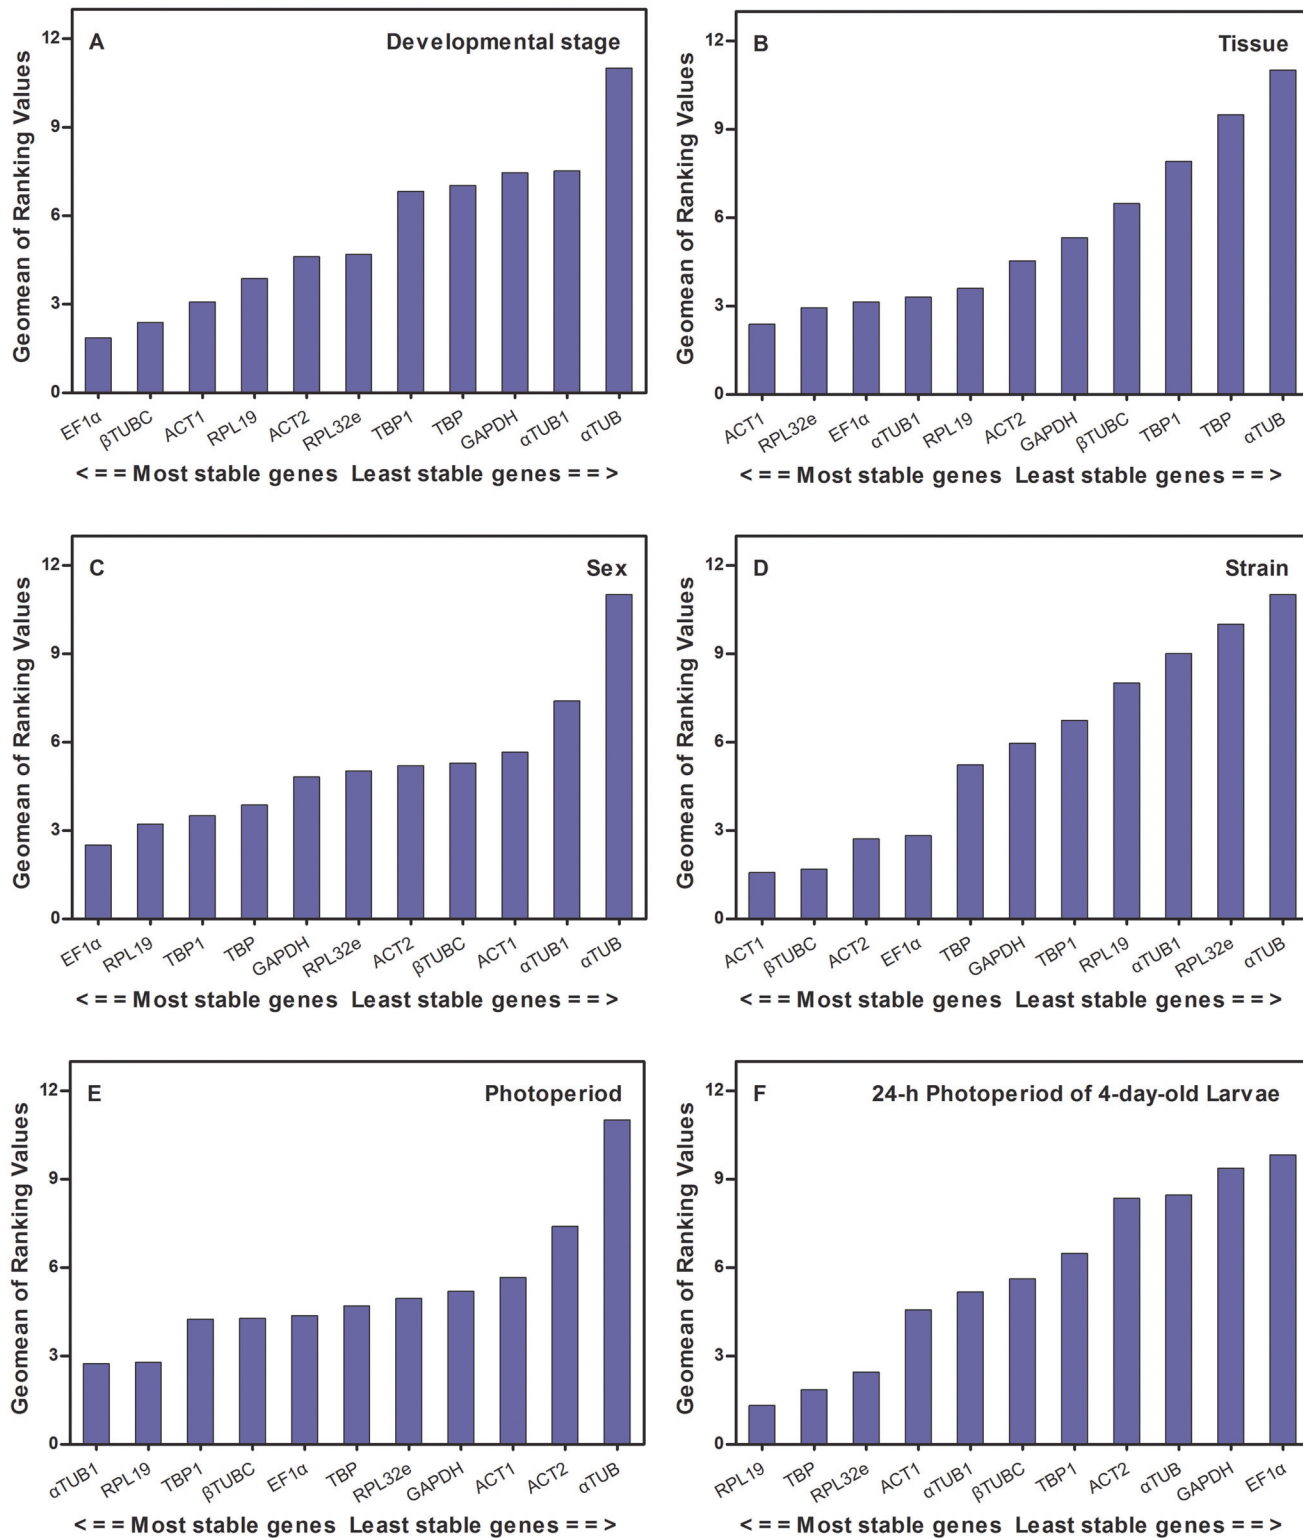 A Developmental stage
Geomean of Ranking Values
12
9
6
3
0
EF1α βTUBC ACT1 RPL19 ACT2 RPL32e TBP1 TBP GAPDH αTUB1 αTUB
< = = Most stable genes Least stable genes = = >
B Tissue
Geomean of Ranking Values
12
9
6
3
0
ACT1 RPL32e EF1α αTUB1 RPL19 ACT2 GAPDH βTUBC TBP1 TBP αTUB
< = = Most stable genes Least stable genes = = >
C Sex
Geomean of Ranking Values
12
9
6
3
0
EF1α RPL19 TBP1 TBP GAPDH RPL32e ACT2 βTUBC ACT1 αTUB1 αTUB
< = = Most stable genes Least stable genes = = >
D Strain
Geomean of Ranking Values
12
9
6
3
0
ACT1 βTUBC ACT2 EF1α TBP GAPDH TBP1 RPL19 αTUB1 RPL32e αTUB
< = = Most stable genes Least stable genes = = >
E Photoperiod
Geomean of Ranking Values
12
9
6
3
0
αTUB1 RPL19 TBP1 βTUBC EF1α TBP RPL32e GAPDH ACT1 ACT2 αTUB
< = = Most stable genes Least stable genes = = >
F 24-h Photoperiod of 4-day-old Larvae
Geomean of Ranking Values
12
9
6
3
0
RPL19 TBP RPL32e ACT1 αTUB1 βTUBC TBP1 ACT2 αTUB GAPDH EF1α
< = = Most stable genes Least stable genes = = >